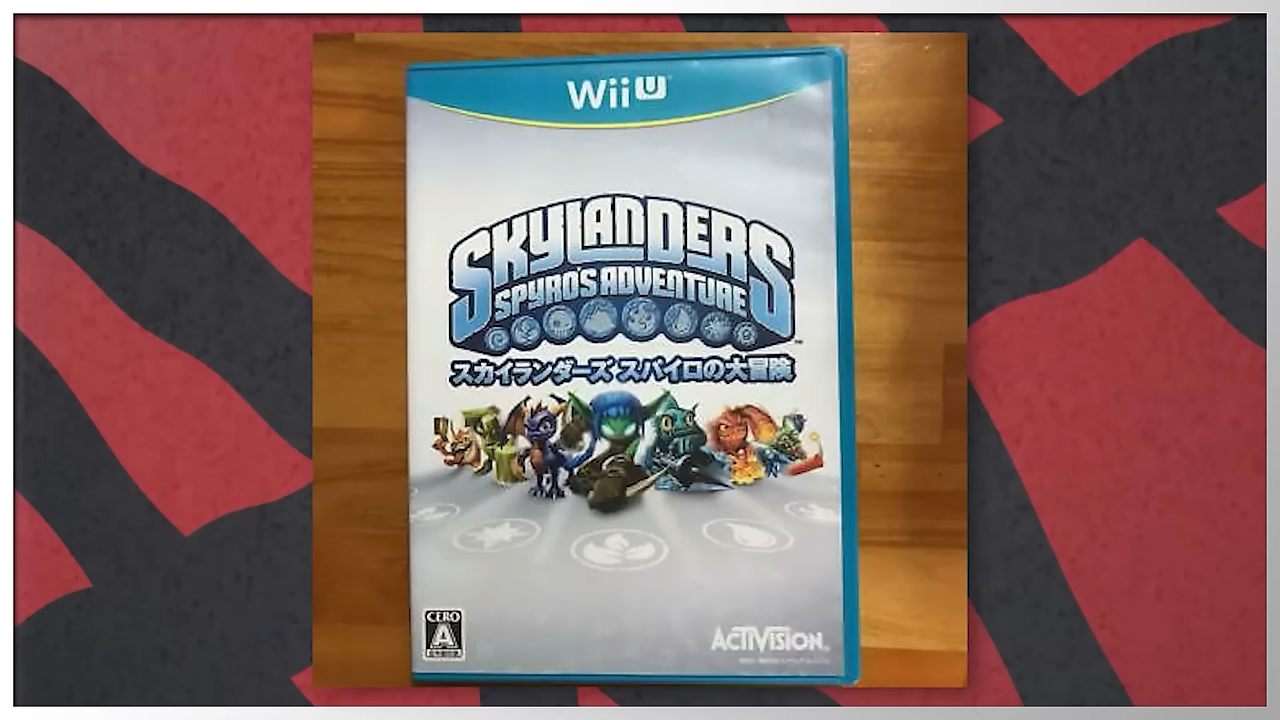 Wii U
SKYLANDERS
SPYRO'S ADVENTURE
™
スカイランダーズ スパイロの大冒険
CERO
A
ACTIVISION